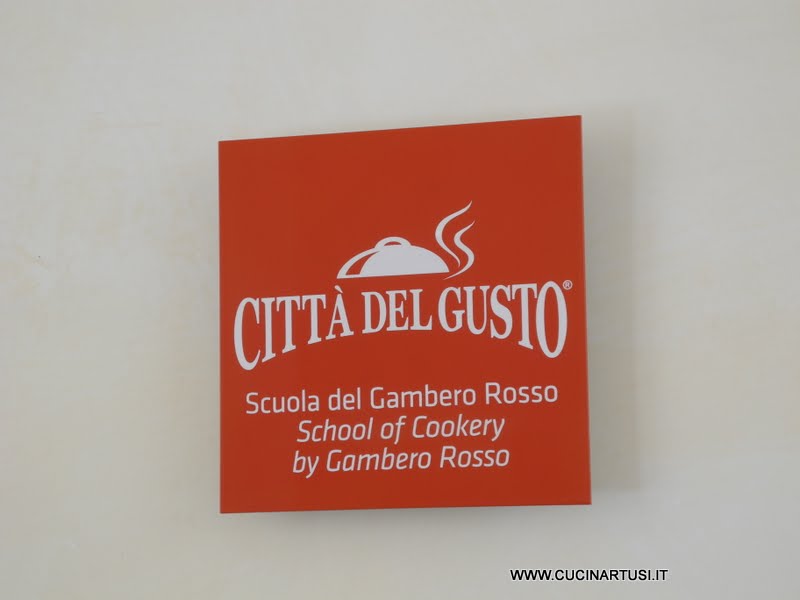 CITTÀ DEL GUSTO®
Scuola del Gambero Rosso
School of Cookery
by Gambero Rosso
WWW.CUCINARTUSI.IT